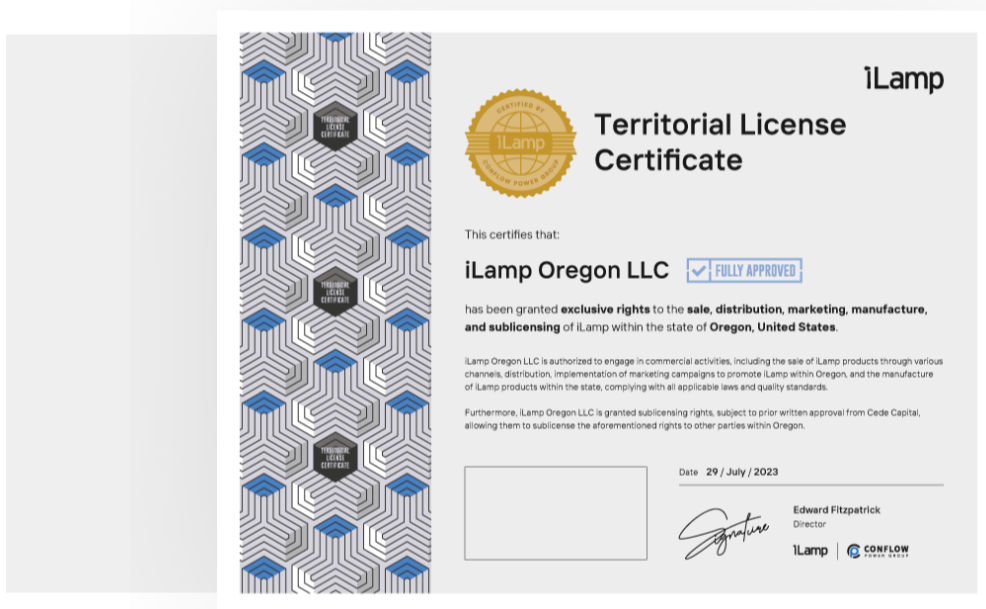 iLamp
CERTIFIED BY
iLamp
CONFLOW POWER GROUP
Territorial License
Certificate
TERRITORIAL
LICENSE
CERTIFICATE
TERRITORIAL
LICENSE
CERTIFICATE
TERRITORIAL
LICENSE
CERTIFICATE
This certifies that:
iLamp Oregon LLC FULLY APPROVED
has been granted exclusive rights to the sale, distribution, marketing, manufacture,
and sublicensing of iLamp within the state of Oregon, United States.
iLamp Oregon LLC is authorized to engage in commercial activities, including the sale of iLamp products through various
channels, distribution, implementation of marketing campaigns to promote iLamp within Oregon, and the manufacture
of iLamp products within the state, complying with all applicable laws and quality standards.
Furthermore, iLamp Oregon LLC is granted sublicensing rights, subject to prior written approval from Cede Capital,
allowing them to sublicense the aforementioned rights to other parties within Oregon.
Date 29 / July / 2023
Signature
Edward Fitzpatrick
Director
iLamp CONFLOW
POWER GROUP